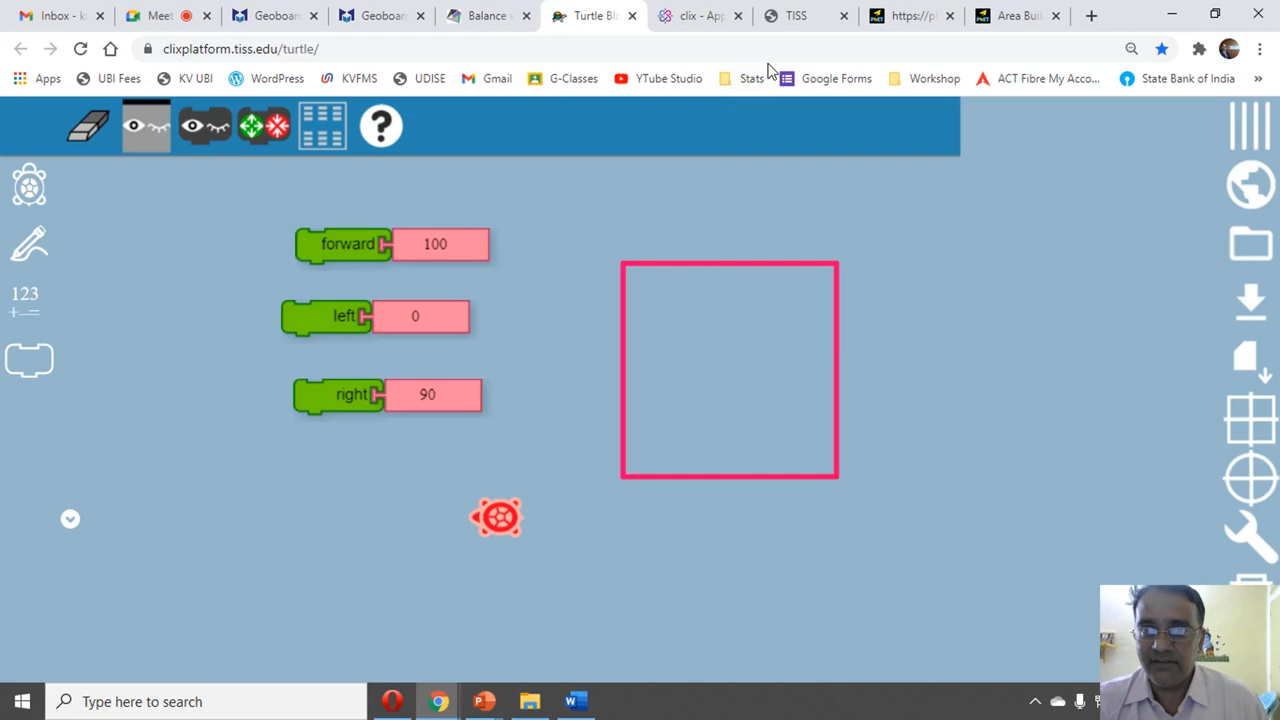 Inbox - k
Meet
Geoboar
Geoboar
Balance v
Turtle Blo
clix - App
TISS
https://pl
Area Buil
clixplatform.tiss.edu/turtle/
Apps
UBI Fees
KV UBI
WordPress
KVFMS
UDISE
Gmail
G-Classes
YTube Studio
Stats
Google Forms
Workshop
ACT Fibre My Acco...
State Bank of India
»
?
forward 100
123
+-=
left 0
right 90
Type here to search